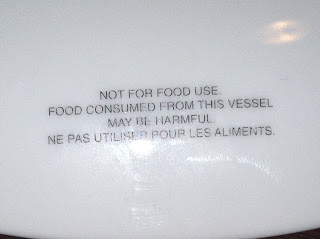 NOT FOR FOOD USE.
FOOD CONSUMED FROM THIS VESSEL
MAY BE HARMFUL.
NE PAS UTILISER POUR LES ALIMENTS.